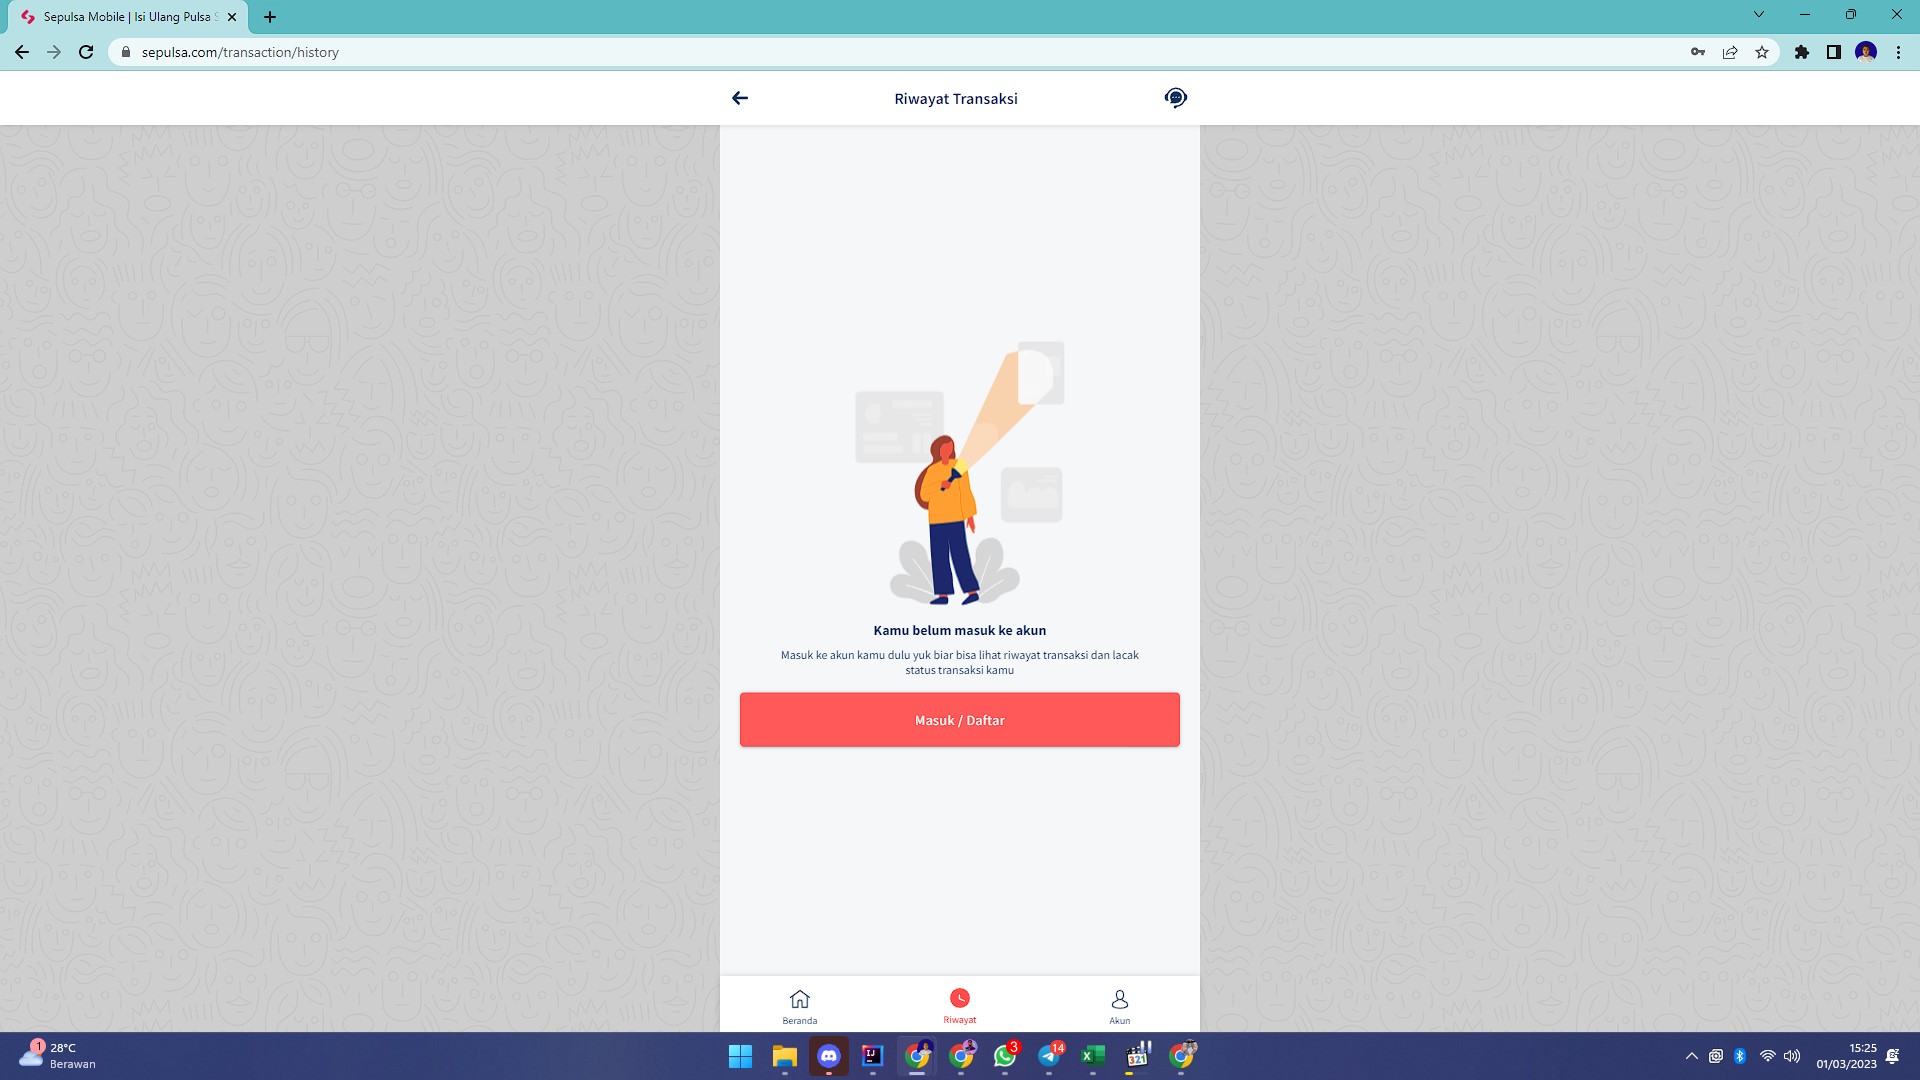 Sepulsa Mobile | Isi Ulang Pulsa
sepulsa.com/transaction/history
Riwayat Transaksi
Kamu belum masuk ke akun
Masuk ke akun kamu dulu yuk biar bisa lihat riwayat transaksi dan lacak
status transaksi kamu
Masuk / Daftar
Beranda
Riwayat
Akun
1
28°C
Berawan
IJ
3
14
X
321
15:25
01/03/2023